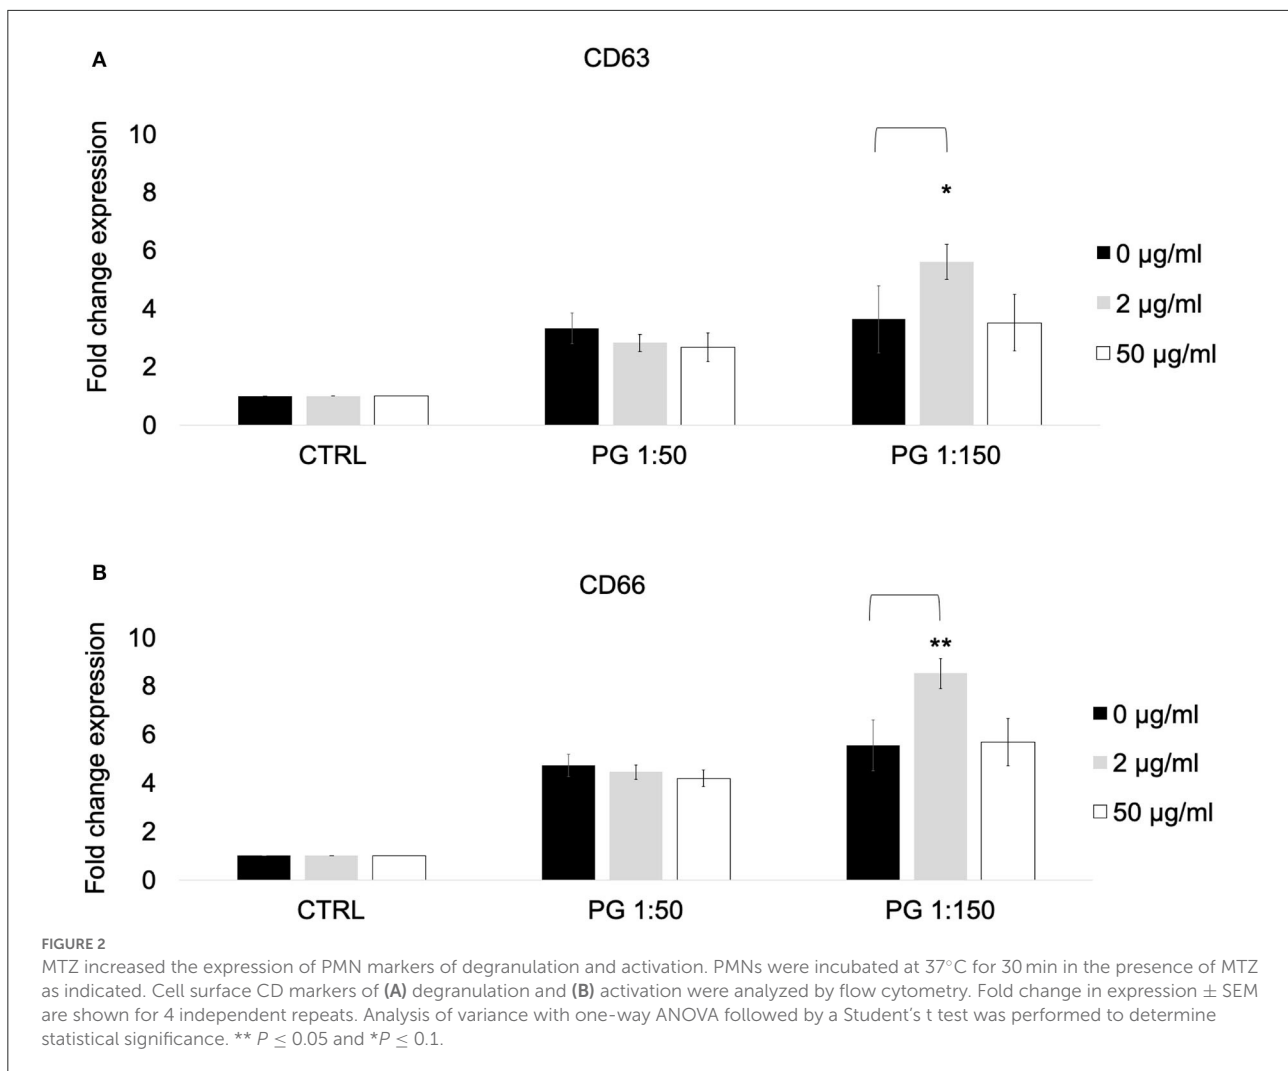 A
CD63
Fold change expression
10
8
6
4
2
0
*
0 µg/ml
2 µg/ml
50 µg/ml
CTRL
PG 1:50
PG 1:150
B
CD66
Fold change expression
10
8
6
4
2
0
**
0 µg/ml
2 µg/ml
50 µg/ml
CTRL
PG 1:50
PG 1:150
FIGURE 2
MTZ increased the expression of PMN markers of degranulation and activation. PMNs were incubated at 37°C for 30 min in the presence of MTZ
as indicated. Cell surface CD markers of (A) degranulation and (B) activation were analyzed by flow cytometry. Fold change in expression ± SEM
are shown for 4 independent repeats. Analysis of variance with one-way ANOVA followed by a Student's t test was performed to determine
statistical significance. ** P ≤ 0.05 and *P ≤ 0.1.